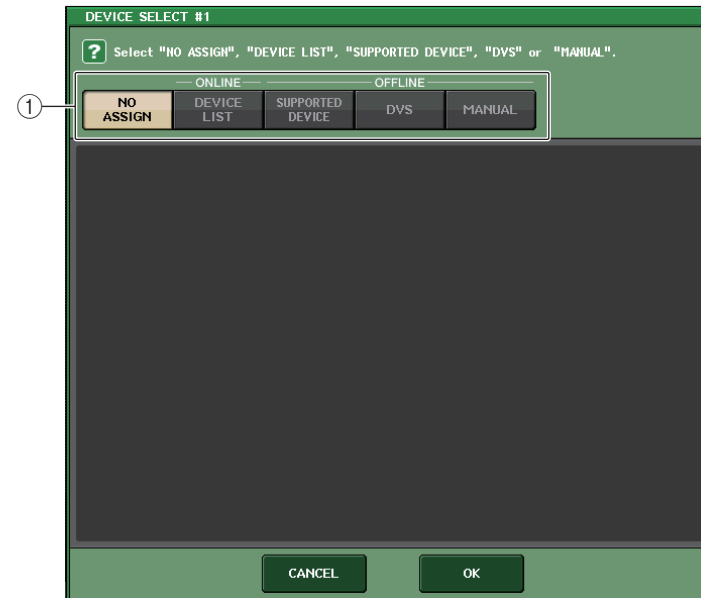 DEVICE SELECT #1
? Select "NO ASSIGN", "DEVICE LIST", "SUPPORTED DEVICE", "DVS" or "MANUAL".
ONLINE OFFLINE
① NO ASSIGN DEVICE LIST SUPPORTED DEVICE DVS MANUAL
CANCEL OK